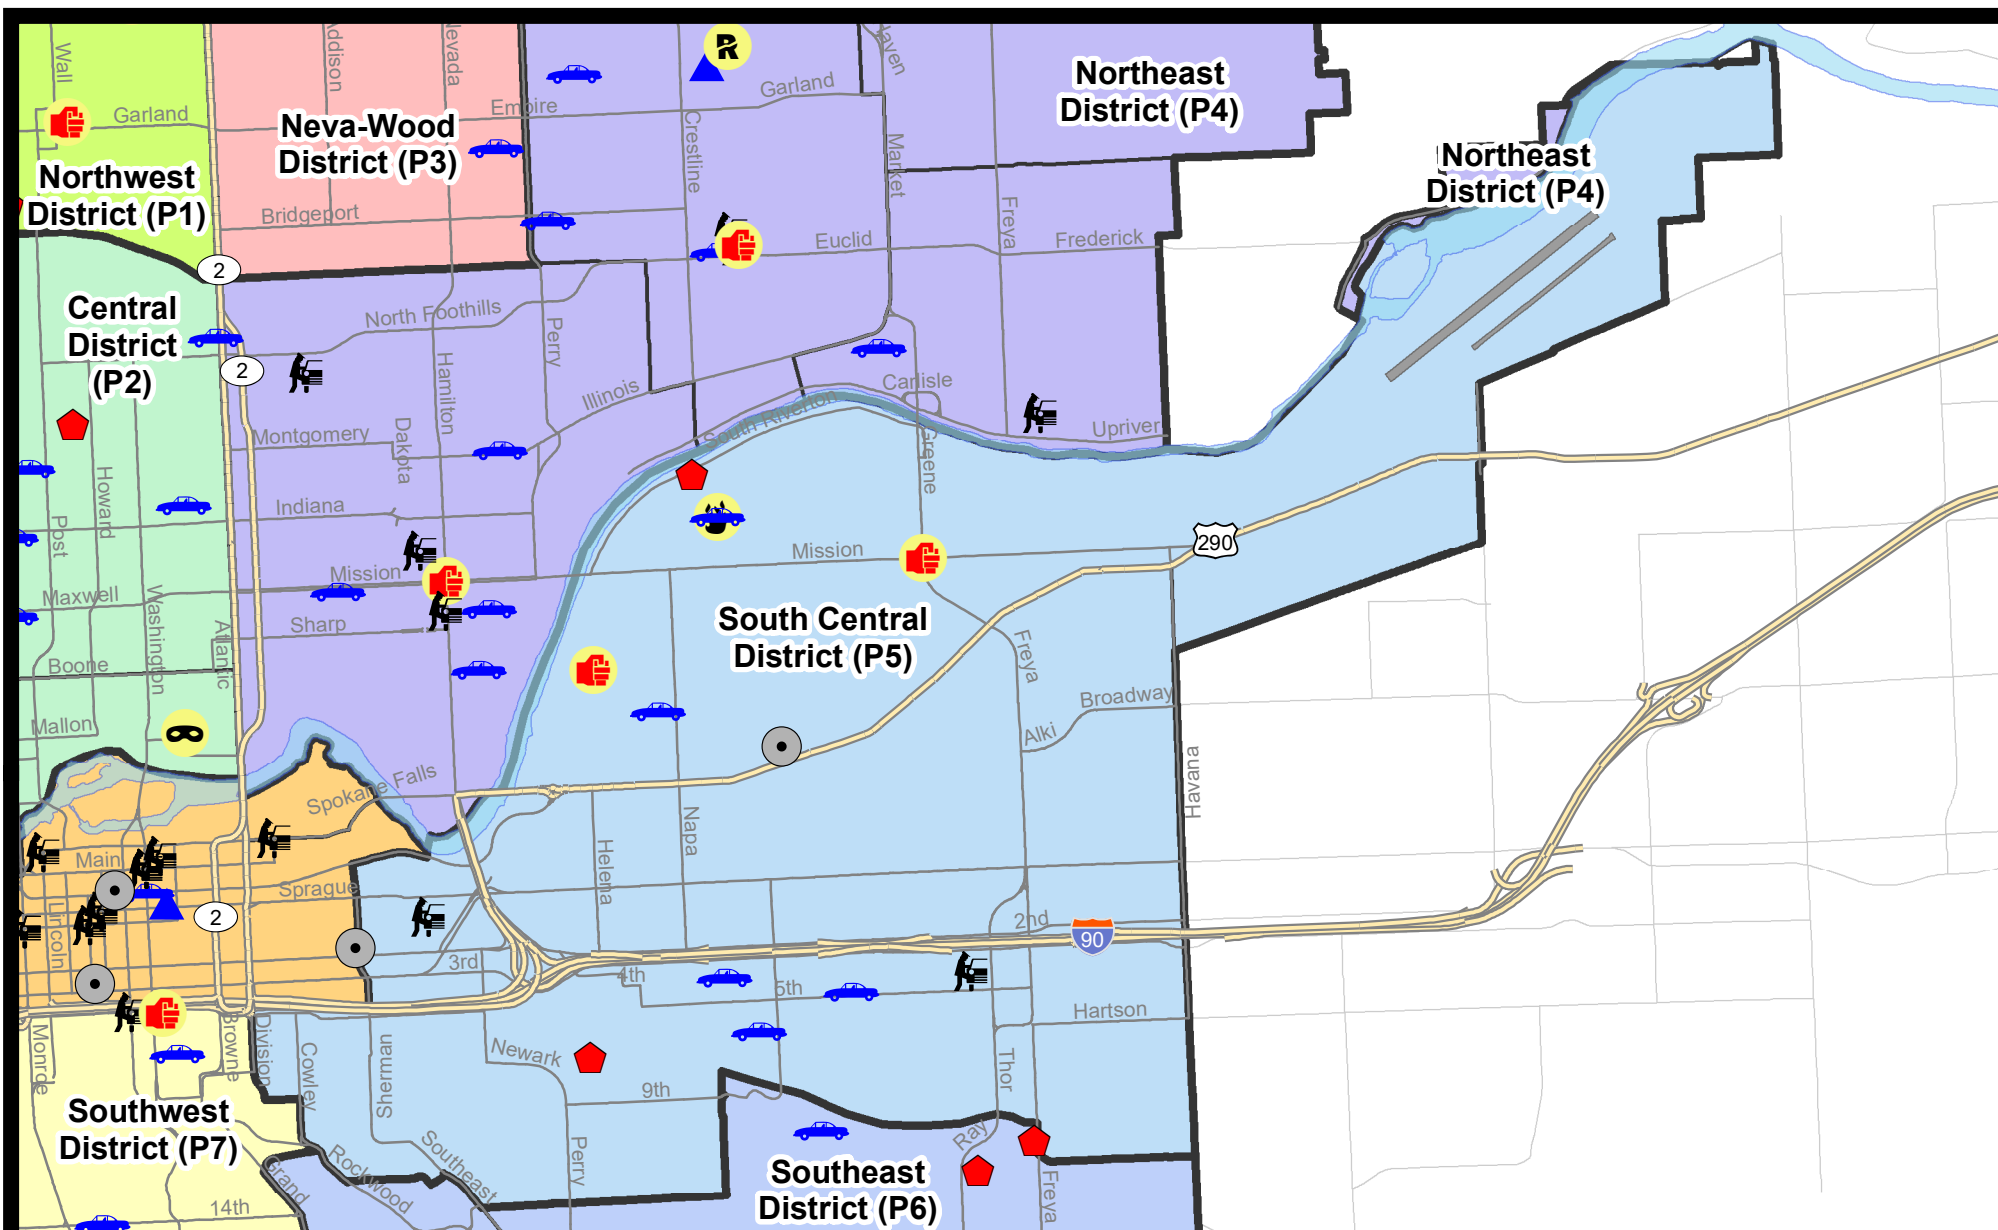 Wall
Addison
Nevada
Haven
R
Northeast
District (P4)
Garland
Empire
Garland
Neva-Wood
District (P3)
Crestline
Market
Northeast
District (P4)
Northwest
District (P1)
Bridgeport
Freya
Euclid
Frederick
2
Central
District
(P2)
North Foothills
Perry
2
Hamilton
Illinois
Carlisle
South Riverton
Upriver
Montgomery
Dakota
Greene
Howard
Indiana
Post
290
Mission
Mission
Maxwell
Washington
Sharp
Atlantic
South Central
District (P5)
Freya
Boone
Broadway
Mallon
Alki
Havana
Spokane Falls
Napa
Helena
Main
Sprague
Lincoln
2
2nd
90
3rd
4th
5th
Hartson
Monroe
Browne
Division
Cowley
Sherman
Newark
Thor
9th
Southwest
District (P7)
Perry
Ray
Southeast
Rockwood
Grand
Southeast
District (P6)
Freya
14th